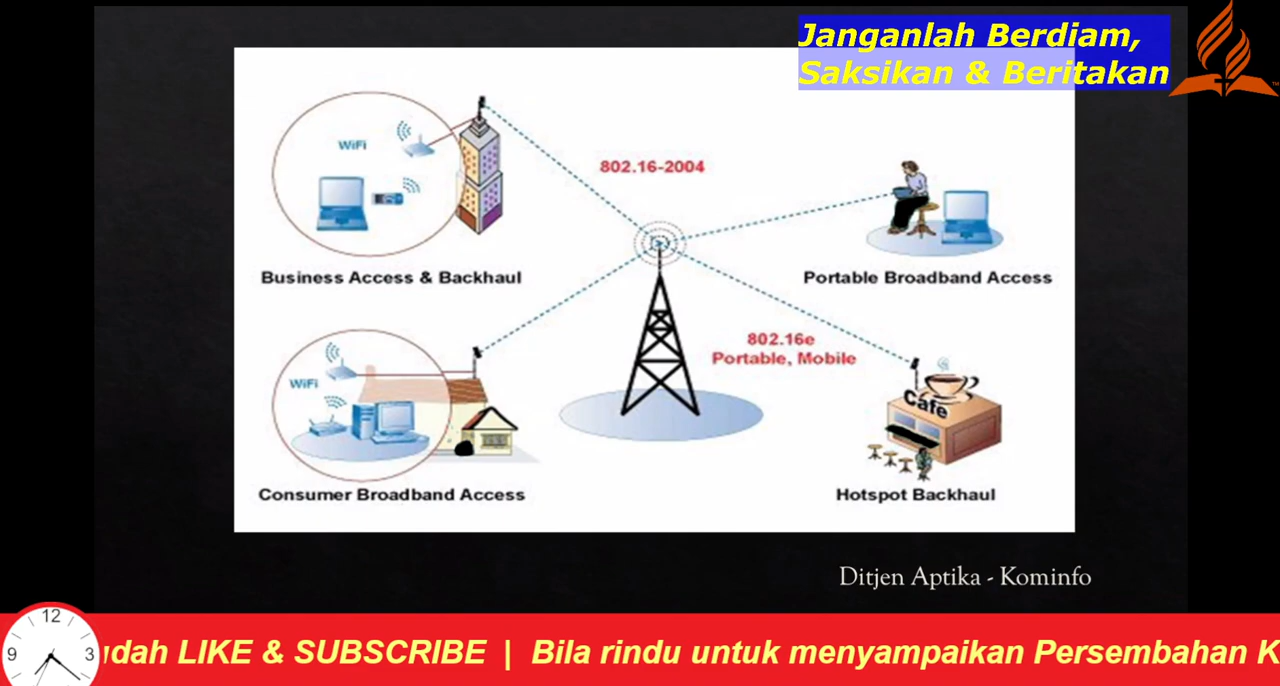 Janganlah Berdiam,
Saksikan & Beritakan
WiFi
802.16-2004
Business Access & Backhaul
Portable Broadband Access
802.16e
Portable, Mobile
WiFi
Cafe
Consumer Broadband Access
Hotspot Backhaul
Ditjen Aptika - Kominfo
12
9
3
udah LIKE & SUBSCRIBE | Bila rindu untuk menyampaikan Persembahan K